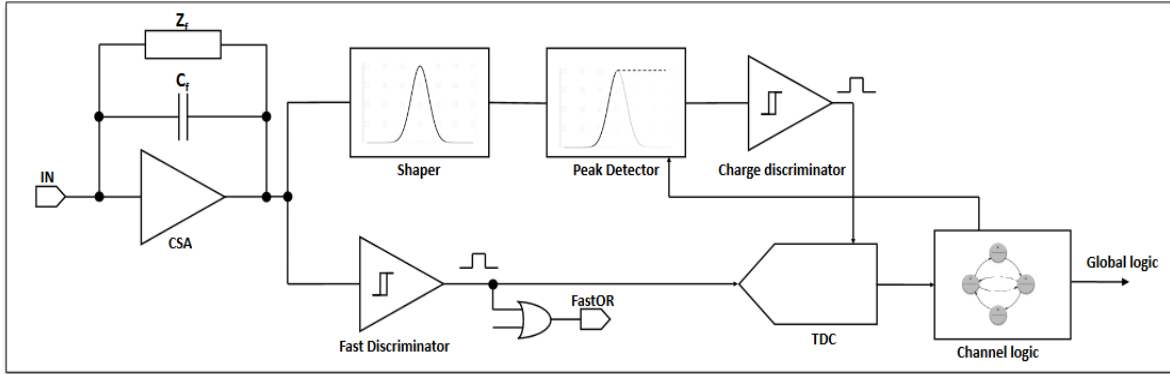 Zf
Cf
IN
CSA
Shaper
Peak Detector
Charge discriminator
Fast Discriminator
FastOR
TDC
Channel logic
Global logic